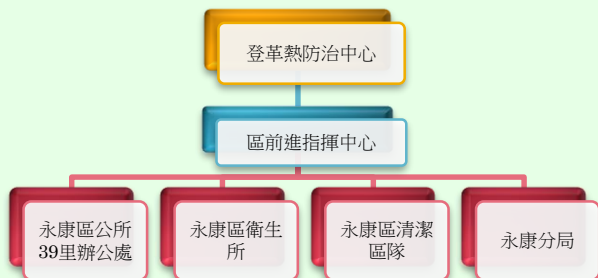 登革熱防治中心
區前進指揮中心
永康區公所
39里辦公處
永康區衛生
所
永康區清潔
區隊
永康分局